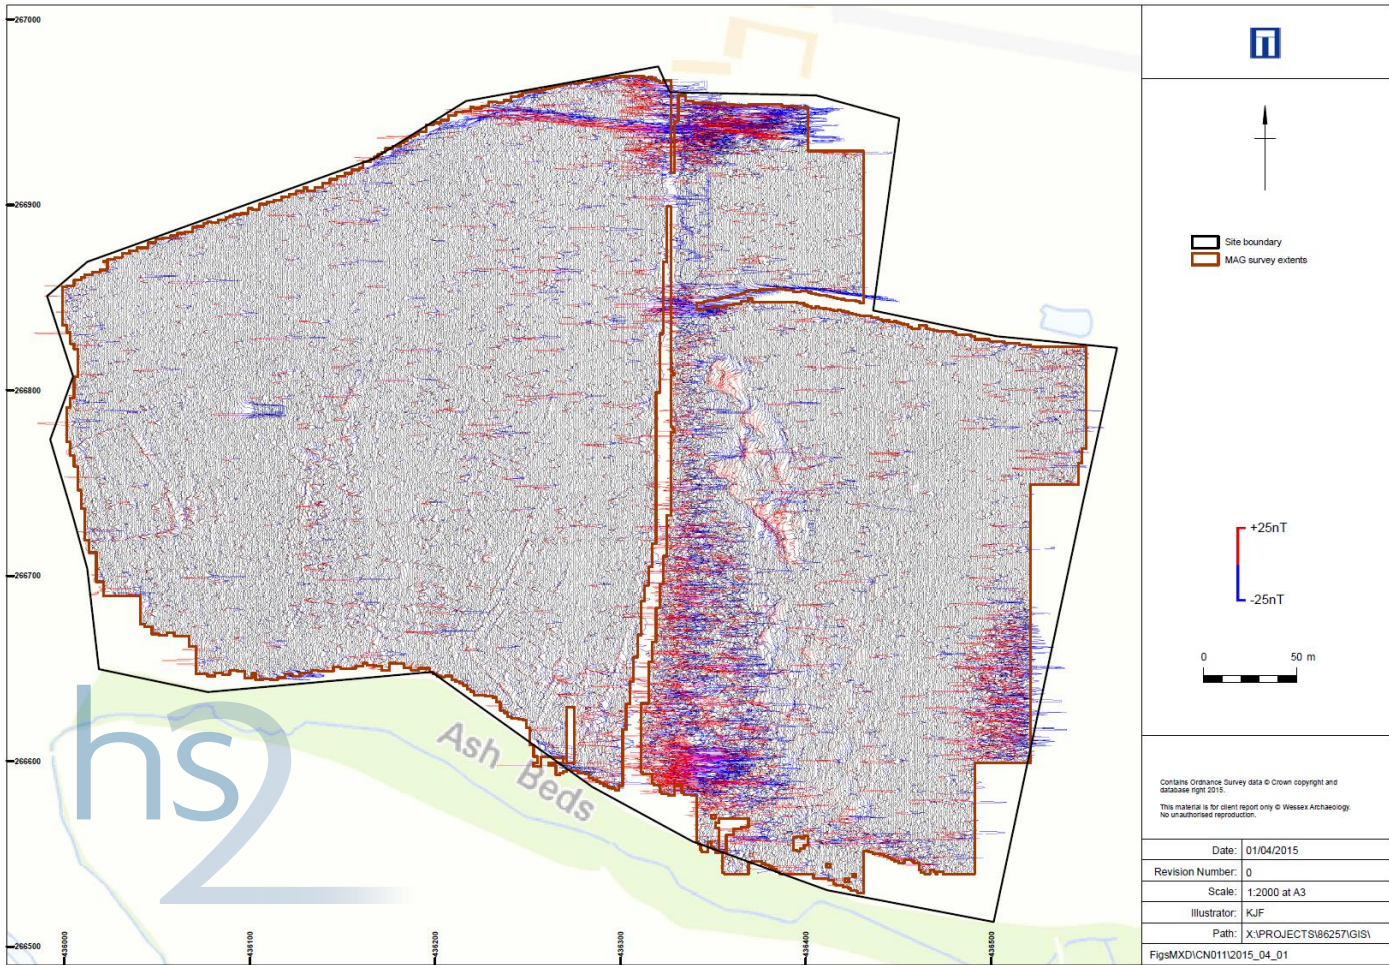 267000
266900
266800
266700
266600
266500
436000
436100
436200
436300
436400
436500
Ash Beds
hs2
Site boundary
MAG survey extents
+25nT
-25nT
0 50 m
Contains Ordnance Survey data © Crown copyright and
database right 2015.
This material is for client report only © Wessex Archaeology.
No unauthorised reproduction.
Date: 01/04/2015
Revision Number: 0
Scale: 1:2000 at A3
Illustrator: KJF
Path: X:\PROJECTS\86257\GIS\
FigsMXD\CN011\2015_04_01